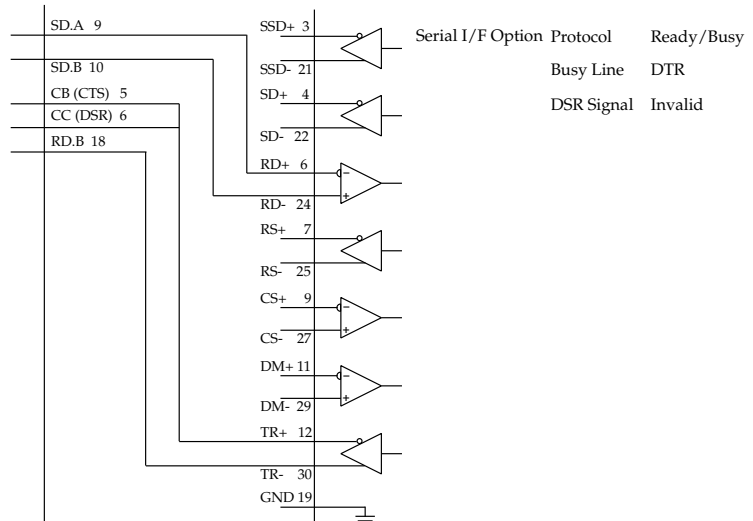 SD.A 9
SD.B 10
CB (CTS) 5
CC (DSR) 6
RD.B 18
SSD+ 3
SSD- 21
SD+ 4
SD- 22
RD+ 6
RD- 24
RS+ 7
RS- 25
CS+ 9
CS- 27
DM+ 11
DM- 29
TR+ 12
TR- 30
GND 19
Serial I/F Option Protocol Ready/Busy
Busy Line DTR
DSR Signal Invalid